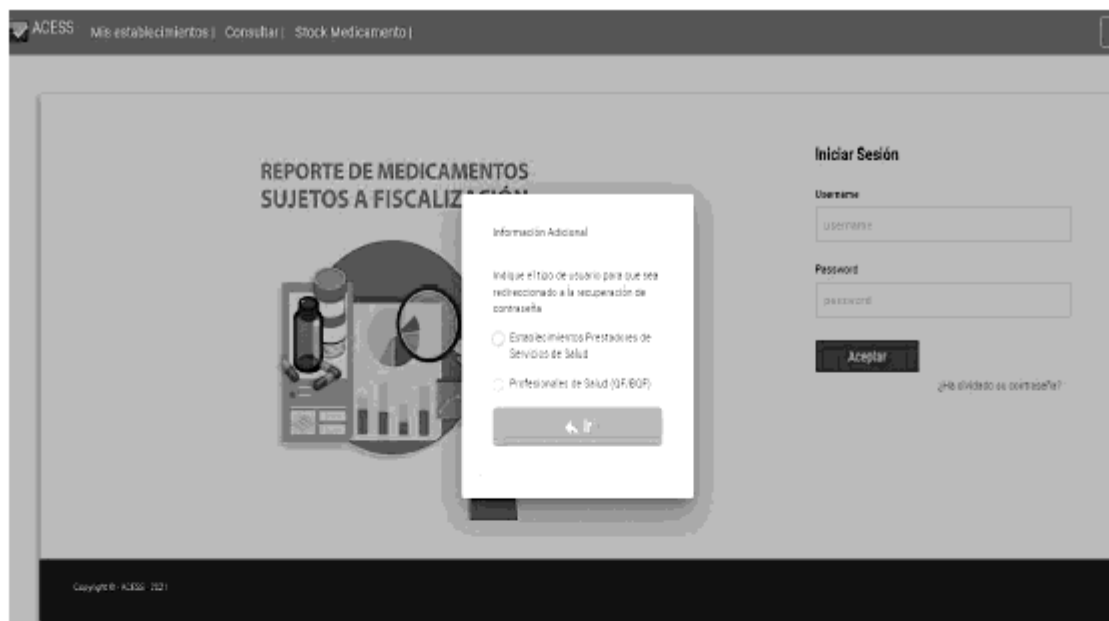 ACESS
Mis establecimientos | Consultar | Stock Medicamento |
REPORTE DE MEDICAMENTOS
SUJETOS A FISCALIZACIÓN
Información Adicional
Indique el tipo de usuario para que sea
redireccionado a la recuperación de
contraseña
Establecimientos Prestadores de
Servicios de Salud
Profesionales de Salud (QF/BQF)
Ir
Iniciar Sesión
Username
username
Password
password
Aceptar
¿Ha olvidado su contraseña?
Copyright © - ACESS 2021